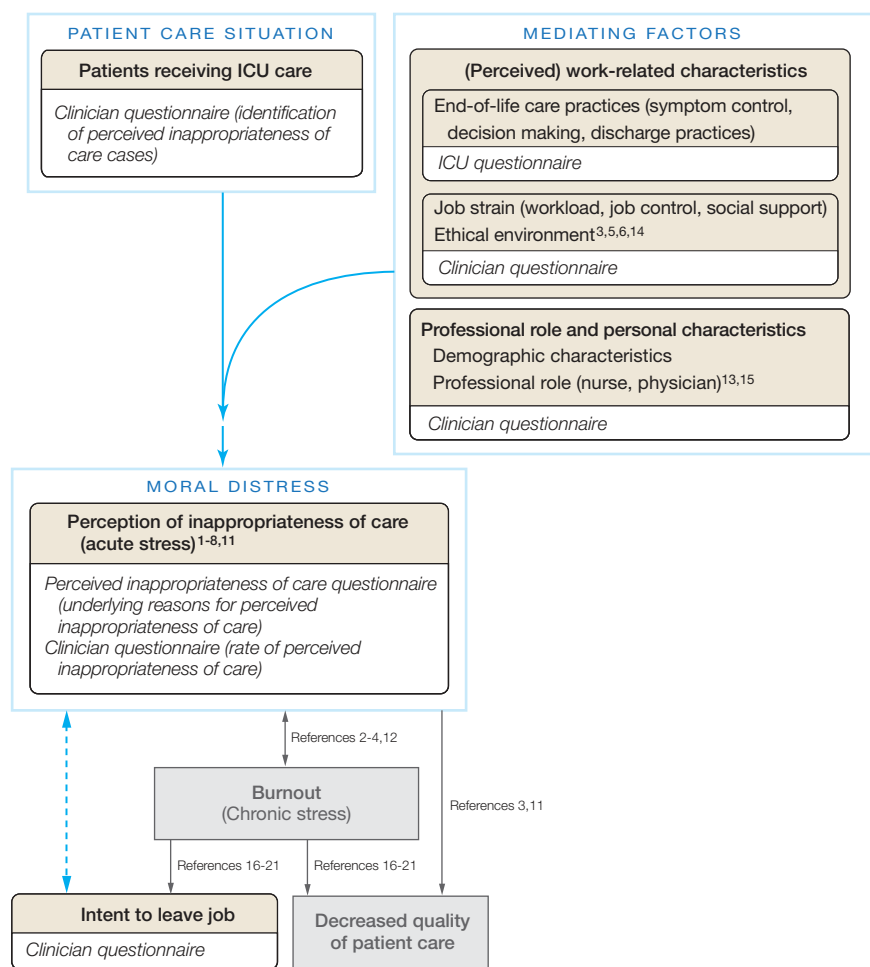 PATIENT CARE SITUATION
Patients receiving ICU care
Clinician questionnaire (identification
of perceived inappropriateness of
care cases)
MEDIATING FACTORS
(Perceived) work-related characteristics
End-of-life care practices (symptom control,
decision making, discharge practices)
ICU questionnaire
Job strain (workload, job control, social support)
Ethical environment3,5,6,14
Clinician questionnaire
Professional role and personal characteristics
Demographic characteristics
Professional role (nurse, physician)13,15
Clinician questionnaire
MORAL DISTRESS
Perception of inappropriateness of care
(acute stress)1-8,11
Perceived inappropriateness of care questionnaire
(underlying reasons for perceived
inappropriateness of care)
Clinician questionnaire (rate of perceived
inappropriateness of care)
References 2-4,12
Burnout
(Chronic stress)
References 3,11
References 16-21
References 16-21
Intent to leave job
Clinician questionnaire
Decreased quality
of patient care